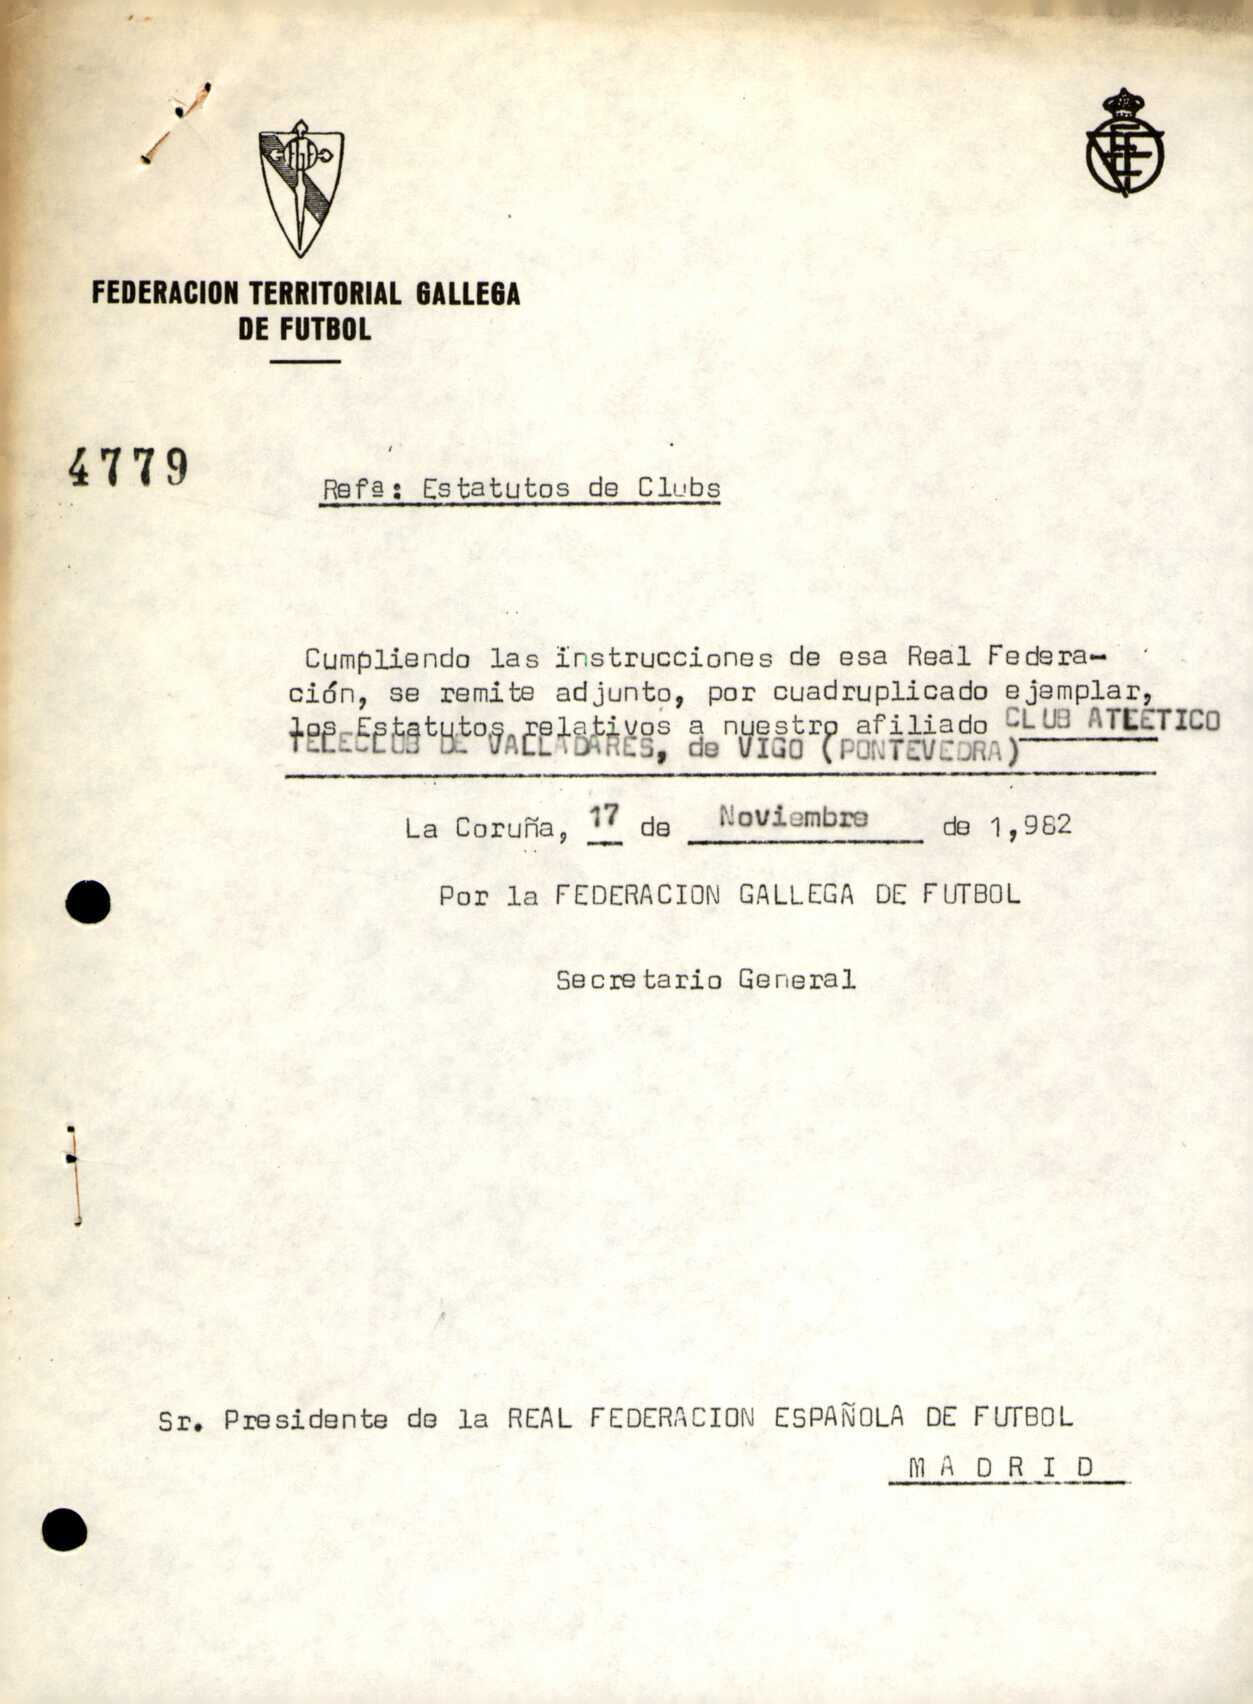 FEDERACION TERRITORIAL GALLEGA
DE FUTBOL
4779
Refª: Estatutos de Clubs
Cumpliendo las instrucciones de esa Real Federa-
ción, se remite adjunto, por cuadruplicado ejemplar,
los Estatutos relativos a nuestro afiliado CLUB ATLETICO
TELECLUB DE VALLADARES, de VIGO (PONTEVEDRA)
La Coruña, 17 de Noviembre de 1,982
Por la FEDERACION GALLEGA DE FUTBOL
Secretario General
Sr. Presidente de la REAL FEDERACION ESPAÑOLA DE FUTBOL
M A D R I D